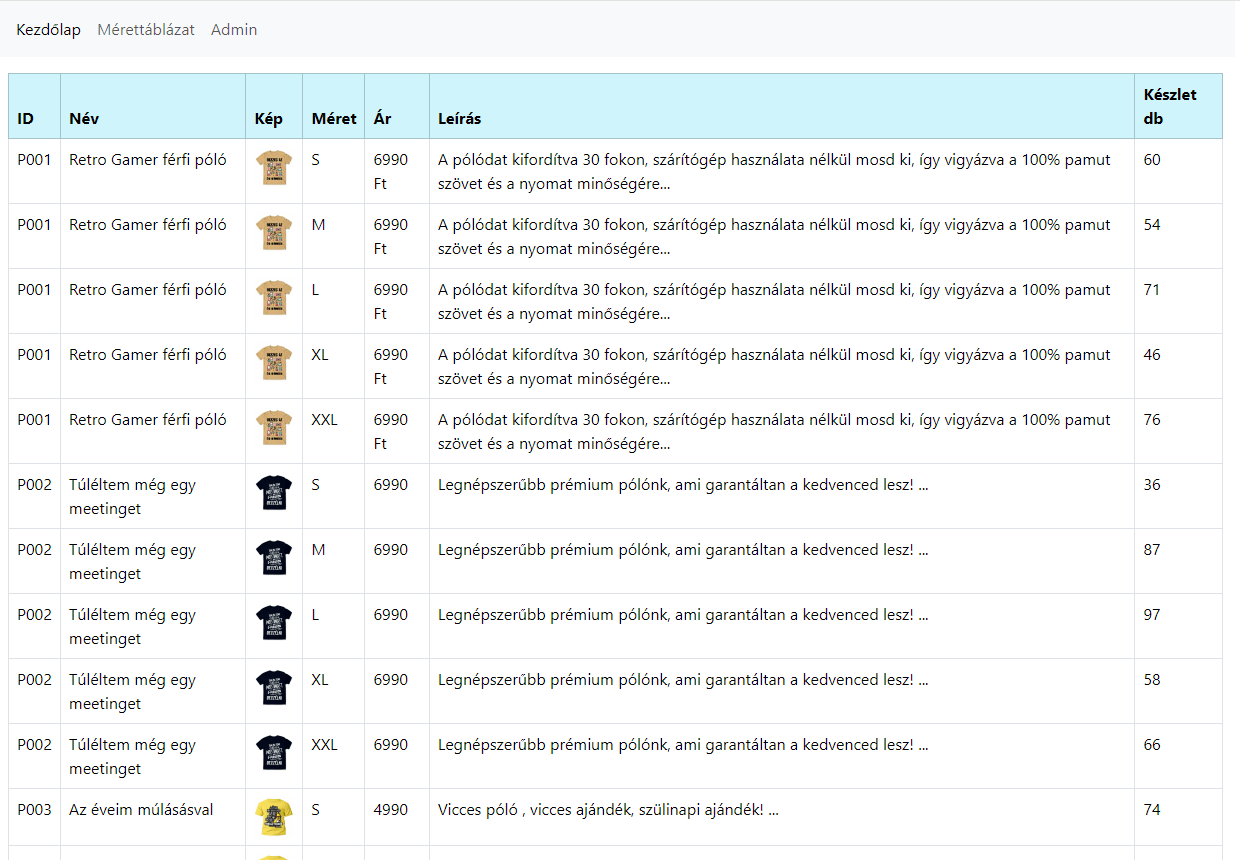 Kezdőlap Mérettáblázat Admin
ID Név Kép Méret Ár Leírás Készlet
db
P001 Retro Gamer férfi póló S 6990 A pólódat kifordítva 30 fokon, szárítógép használata nélkül mosd ki, így vigyázva a 100% pamut 60
Ft szövet és a nyomat minőségére...
P001 Retro Gamer férfi póló M 6990 A pólódat kifordítva 30 fokon, szárítógép használata nélkül mosd ki, így vigyázva a 100% pamut 54
Ft szövet és a nyomat minőségére...
P001 Retro Gamer férfi póló L 6990 A pólódat kifordítva 30 fokon, szárítógép használata nélkül mosd ki, így vigyázva a 100% pamut 71
Ft szövet és a nyomat minőségére...
P001 Retro Gamer férfi póló XL 6990 A pólódat kifordítva 30 fokon, szárítógép használata nélkül mosd ki, így vigyázva a 100% pamut 46
Ft szövet és a nyomat minőségére...
P001 Retro Gamer férfi póló XXL 6990 A pólódat kifordítva 30 fokon, szárítógép használata nélkül mosd ki, így vigyázva a 100% pamut 76
Ft szövet és a nyomat minőségére...
P002 Túléltem még egy S 6990 Legnépszerűbb prémium pólónk, ami garantáltan a kedvenced lesz! ... 36
meetinget
P002 Túléltem még egy M 6990 Legnépszerűbb prémium pólónk, ami garantáltan a kedvenced lesz! ... 87
meetinget
P002 Túléltem még egy L 6990 Legnépszerűbb prémium pólónk, ami garantáltan a kedvenced lesz! ... 97
meetinget
P002 Túléltem még egy XL 6990 Legnépszerűbb prémium pólónk, ami garantáltan a kedvenced lesz! ... 58
meetinget
P002 Túléltem még egy XXL 6990 Legnépszerűbb prémium pólónk, ami garantáltan a kedvenced lesz! ... 66
meetinget
P003 Az éveim múlásásval S 4990 Vicces póló , vicces ajándék, szülinapi ajándék! ... 74